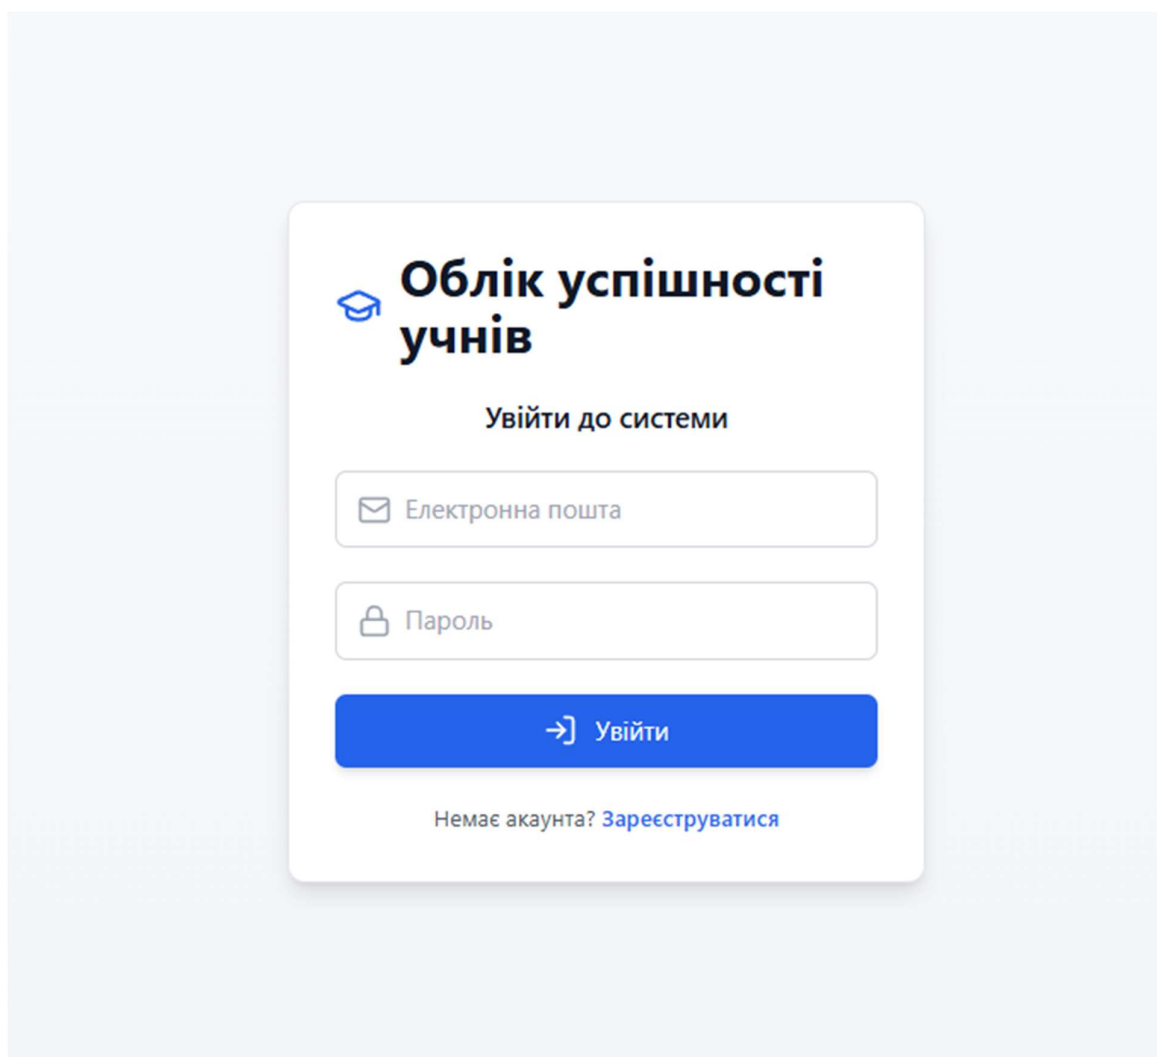 Облік успішності
учнів
Увійти до системи
Електронна пошта
Пароль
Увійти
Немає акаунта? Зареєструватися